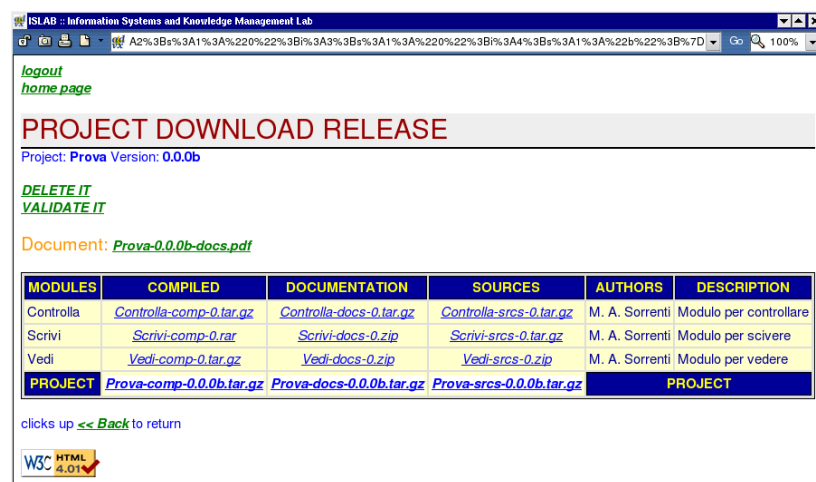 ISLAB :: Information Systems and Knowledge Management Lab
A2%3Bs%3A1%3A%220%22%3Bi%3A3%3Bs%3A1%3A%220%22%3Bi%3A4%3Bs%3A1%3A%22b%22%3B%7D Go 100%
logout
home page
PROJECT DOWNLOAD RELEASE
Project: Prova Version: 0.0.0b
DELETE IT
VALIDATE IT
Document: Prova-0.0.0b-docs.pdf
MODULES COMPILED DOCUMENTATION SOURCES AUTHORS DESCRIPTION
Controlla Controlla-comp-0.tar.gz Controlla-docs-0.tar.gz Controlla-srcs-0.tar.gz M. A. Sorrenti Modulo per controllare
Scrivi Scrivi-comp-0.rar Scrivi-docs-0.zip Scrivi-srcs-0.tar.gz M. A. Sorrenti Modulo per scivere
Vedi Vedi-comp-0.tar.gz Vedi-docs-0.zip Vedi-srcs-0.zip M. A. Sorrenti Modulo per vedere
PROJECT Prova-comp-0.0.0b.tar.gz Prova-docs-0.0.0b.tar.gz Prova-srcs-0.0.0b.tar.gz PROJECT
clicks up << Back to return
W3C HTML 4.01